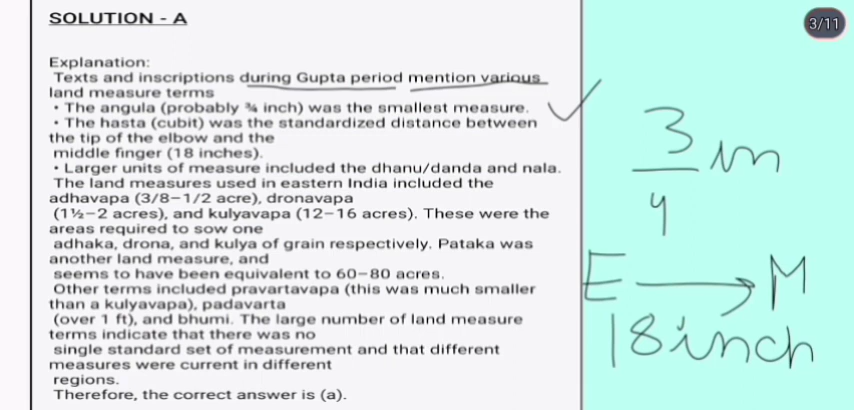 SOLUTION - A
3/11
Explanation:
Texts and inscriptions during Gupta period mention various
land measure terms
• The angula (probably ¾ inch) was the smallest measure.
• The hasta (cubit) was the standardized distance between
the tip of the elbow and the
middle finger (18 inches).
• Larger units of measure included the dhanu/danda and nala.
The land measures used in eastern India included the
adhavapa (3/8–1/2 acre), dronavapa
(1½–2 acres), and kulyavapa (12–16 acres). These were the
areas required to sow one
adhaka, drona, and kulya of grain respectively. Pataka was
another land measure, and
seems to have been equivalent to 60–80 acres.
Other terms included pravartavapa (this was much smaller
than a kulyavapa), padavarta
(over 1 ft), and bhumi. The large number of land measure
terms indicate that there was no
single standard set of measurement and that different
measures were current in different
regions.
Therefore, the correct answer is (a).
3
in
4
E → M
18 inch